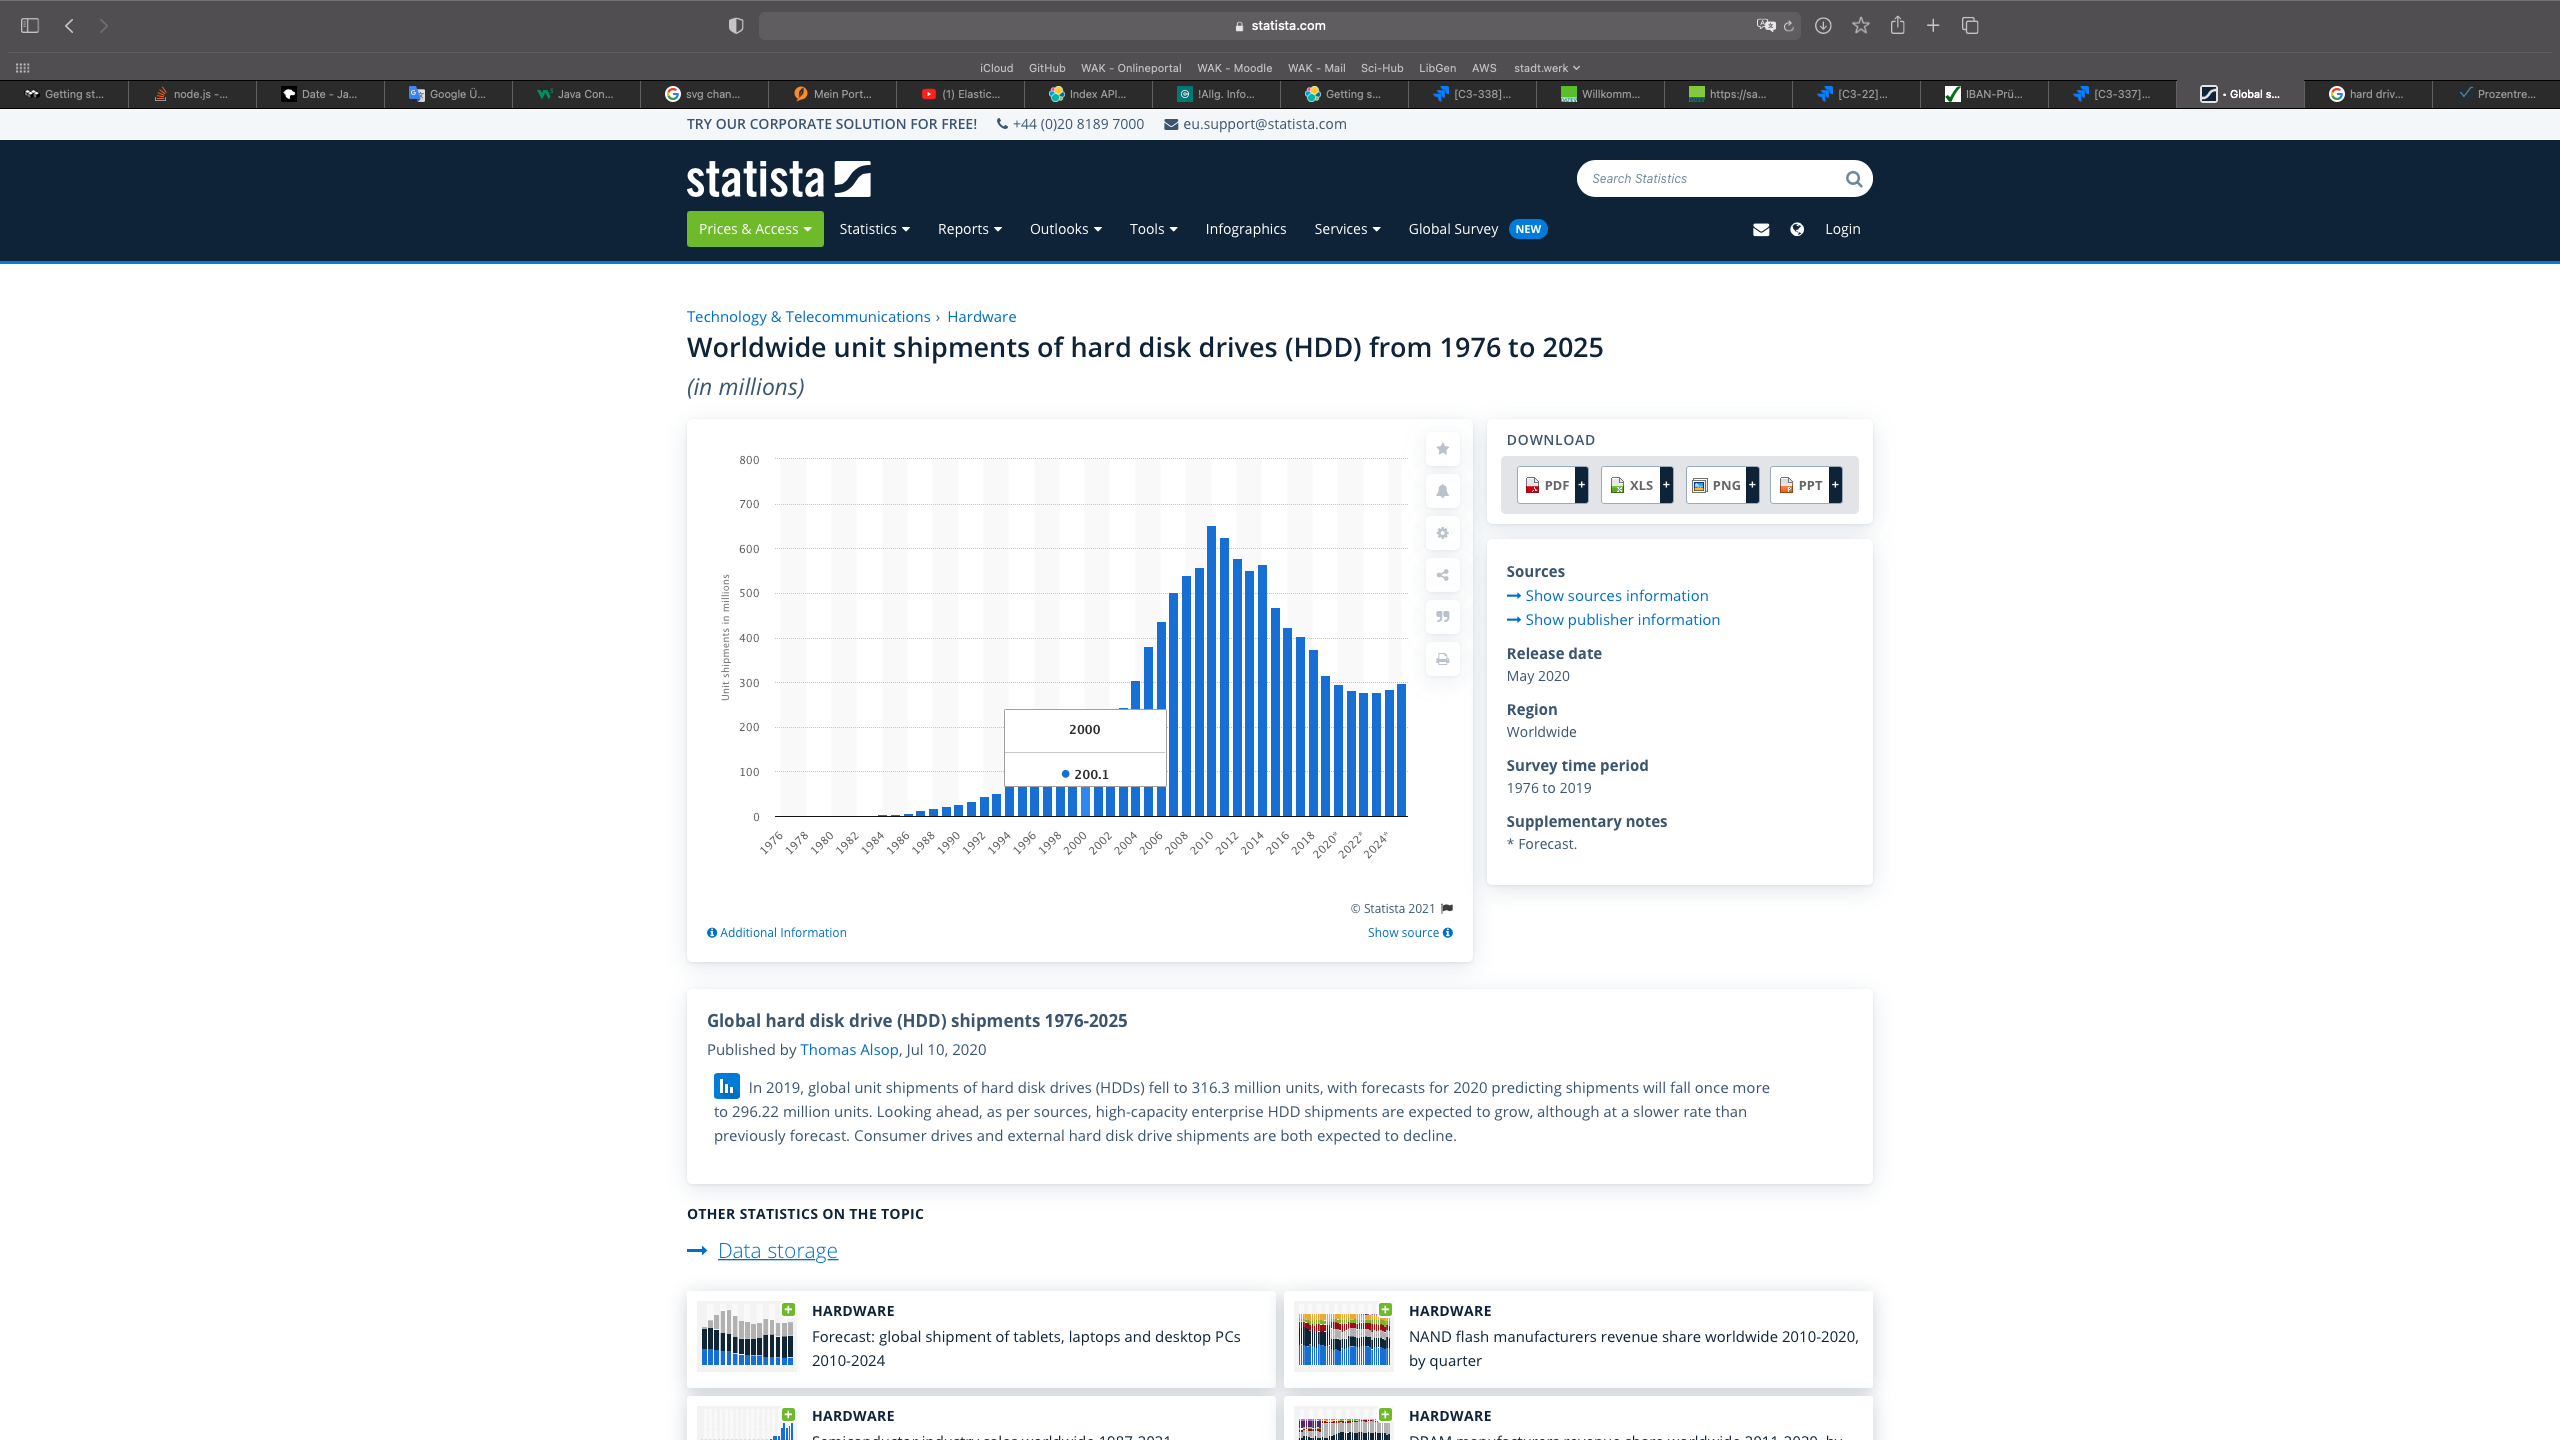 statista.com
iCloud GitHub WAK - Onlineportal WAK - Moodle WAK - Mail Sci-Hub LibGen AWS stadt.werk
Getting st... node.js -... Date - Ja... Google Ü... Java Con... svg chan... Mein Port... (1) Elastic... Index API... !Allg. Info... Getting s... [C3-338]... Willkomm... https://sa... [C3-22]... IBAN-Prü... [C3-337]... • Global s... hard driv... Prozentre...
TRY OUR CORPORATE SOLUTION FOR FREE! +44 (0)20 8189 7000 eu.support@statista.com
statista
Search Statistics
Prices & Access Statistics Reports Outlooks Tools Infographics Services Global Survey NEW Login
Technology & Telecommunications › Hardware
Worldwide unit shipments of hard disk drives (HDD) from 1976 to 2025
(in millions)
Unit shipments in millions
800
700
600
500
400
300
200
100
0
2000
200.1
1976 1978 1980 1982 1984 1986 1988 1990 1992 1994 1996 1998 2000 2002 2004 2006 2008 2010 2012 2014 2016 2018 2020* 2022* 2024*
© Statista 2021
Additional Information
Show source
DOWNLOAD
PDF + XLS + PNG + PPT +
Sources
Show sources information
Show publisher information
Release date
May 2020
Region
Worldwide
Survey time period
1976 to 2019
Supplementary notes
* Forecast.
Global hard disk drive (HDD) shipments 1976-2025
Published by Thomas Alsop, Jul 10, 2020
In 2019, global unit shipments of hard disk drives (HDDs) fell to 316.3 million units, with forecasts for 2020 predicting shipments will fall once more
to 296.22 million units. Looking ahead, as per sources, high-capacity enterprise HDD shipments are expected to grow, although at a slower rate than
previously forecast. Consumer drives and external hard disk drive shipments are both expected to decline.
OTHER STATISTICS ON THE TOPIC
Data storage
HARDWARE
Forecast: global shipment of tablets, laptops and desktop PCs
2010-2024
HARDWARE
NAND flash manufacturers revenue share worldwide 2010-2020,
by quarter
HARDWARE
Semiconductor industry sales worldwide 1987-2021
HARDWARE
DRAM manufacturers revenue share worldwide 2011-2020, by